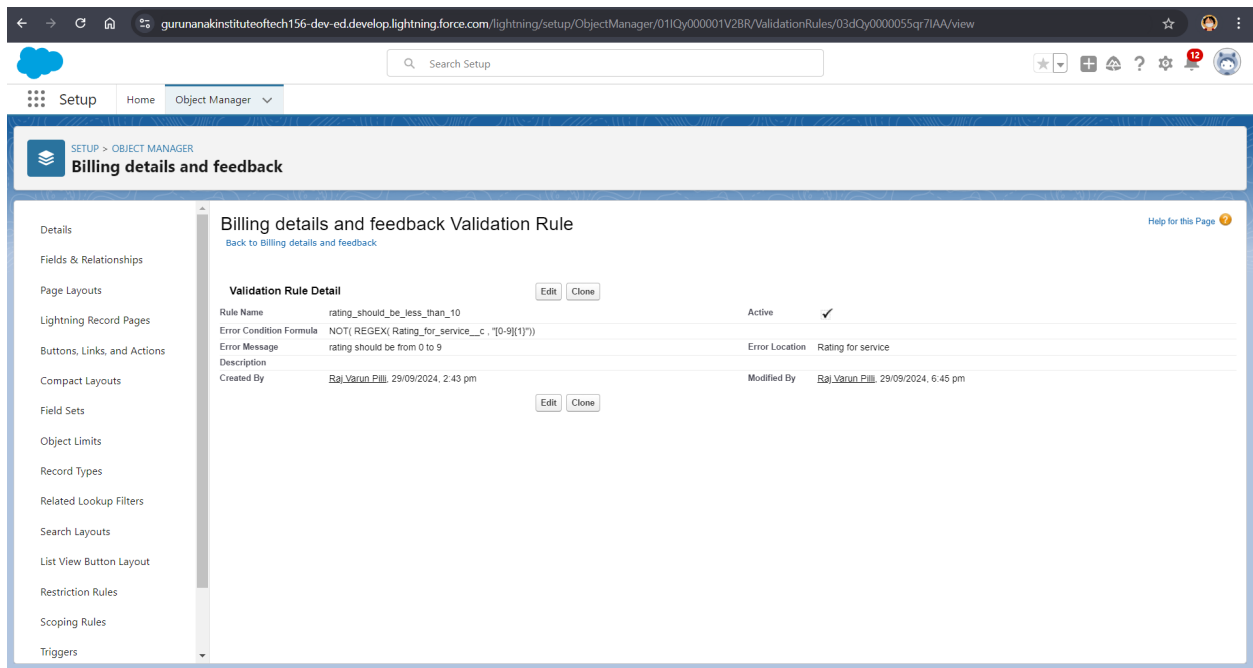 gurunanakinstituteoftech156-dev-ed.develop.lightning.force.com/lightning/setup/ObjectManager/01IQy000001V2BR/ValidationRules/03dQy0000055qr7IAA/view
Search Setup
12
Setup Home Object Manager
SETUP > OBJECT MANAGER
Billing details and feedback
Details
Fields & Relationships
Page Layouts
Lightning Record Pages
Buttons, Links, and Actions
Compact Layouts
Field Sets
Object Limits
Record Types
Related Lookup Filters
Search Layouts
List View Button Layout
Restriction Rules
Scoping Rules
Triggers
Billing details and feedback Validation Rule
Help for this Page
Back to Billing details and feedback
Validation Rule Detail Edit Clone
Rule Name rating_should_be_less_than_10 Active ✓
Error Condition Formula NOT( REGEX( Rating_for_service__c , "[0-9]{1}"))
Error Message rating should be from 0 to 9 Error Location Rating for service
Description
Created By Raj Varun Pilli, 29/09/2024, 2:43 pm Modified By Raj Varun Pilli, 29/09/2024, 6:45 pm
Edit Clone